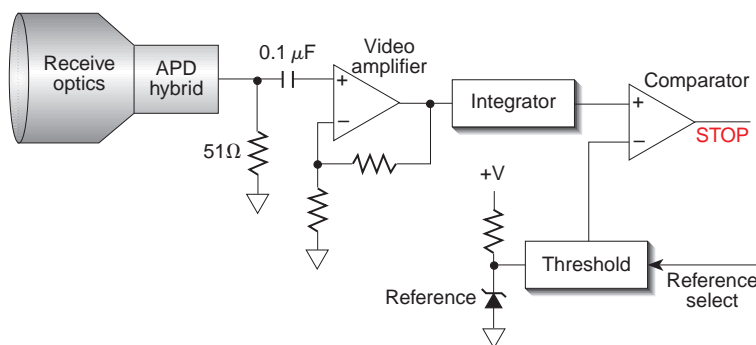 Receive
optics
APD
hybrid
0.1 μF
51Ω
Video
amplifier
+
−
Integrator
Comparator
+
−
STOP
+V
Reference
Threshold
Reference
select